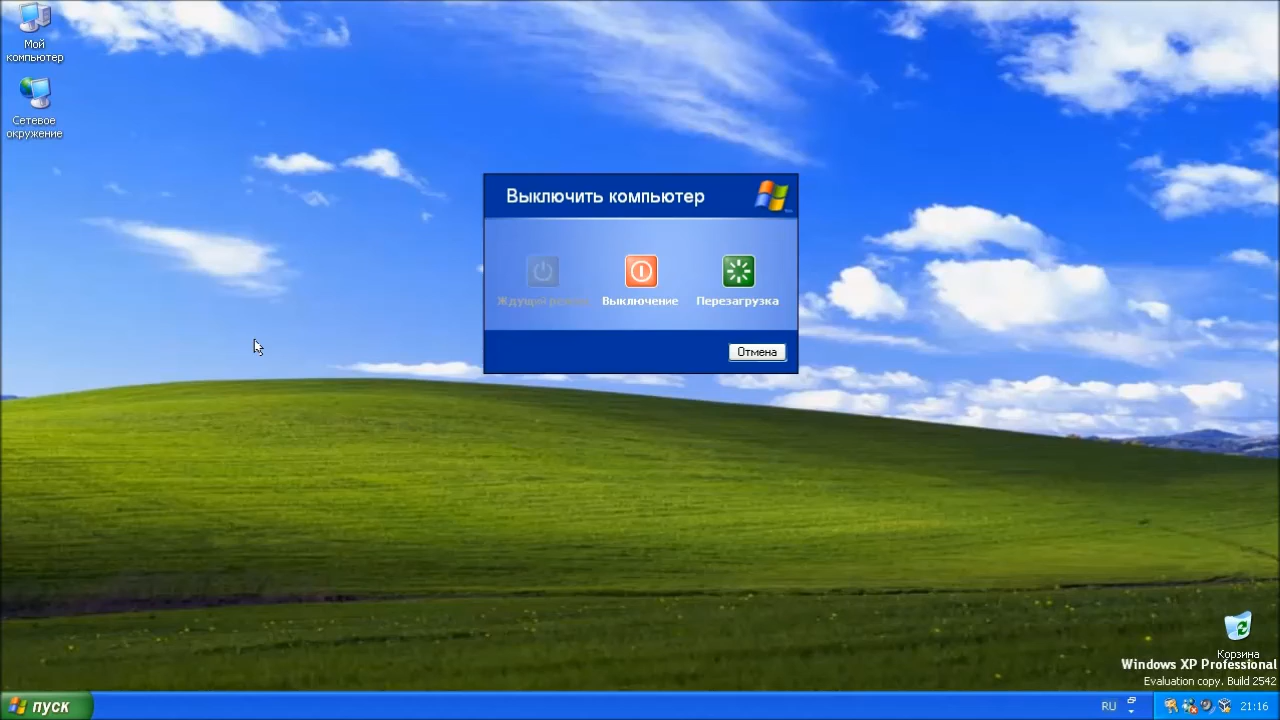 Мой
компьютер
Сетевое
окружение
Выключить компьютер
Ждущий режим
Выключение
Перезагрузка
Отмена
Корзина
Windows XP Professional
Evaluation copy. Build 2542
пуск
RU
21:16